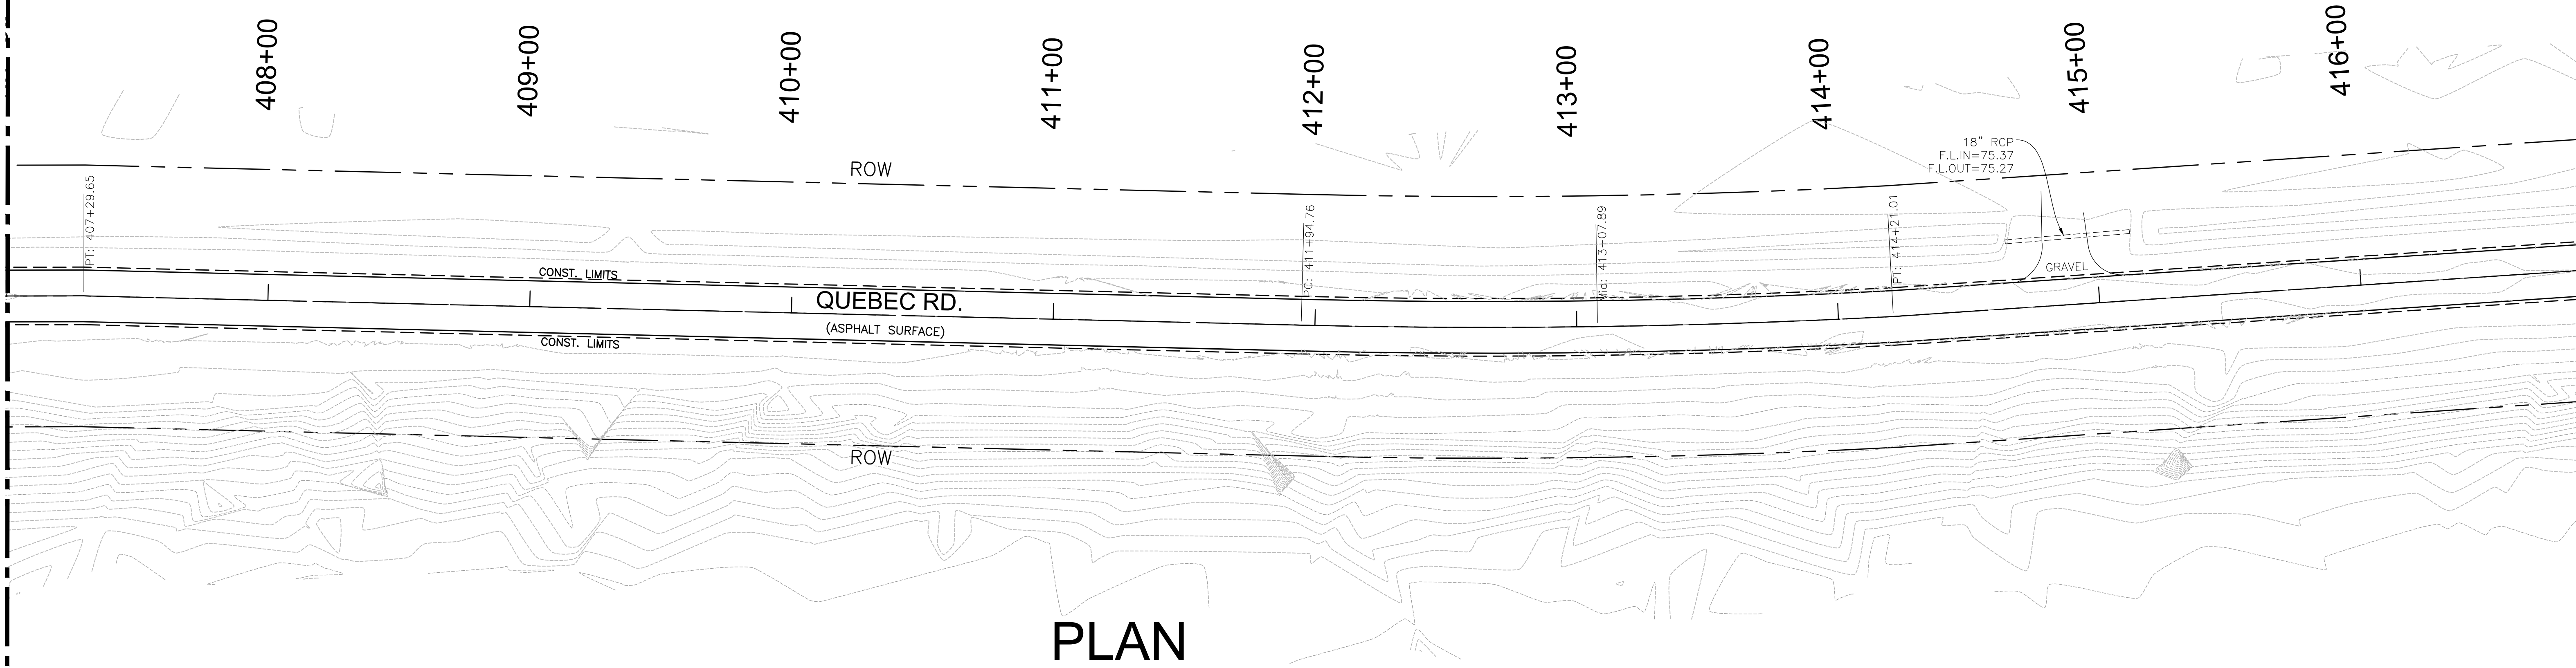 408+00
409+00
410+00
411+00
412+00
413+00
414+00
415+00
416+00
ROW
18" RCP
F.L.IN=75.37
F.L.OUT=75.27
PT: 407+29.65
PC: 411+94.76
Mid: 413+07.89
PT: 414+21.01
GRAVEL
CONST. LIMITS
QUEBEC RD.
(ASPHALT SURFACE)
CONST. LIMITS
ROW
PLAN